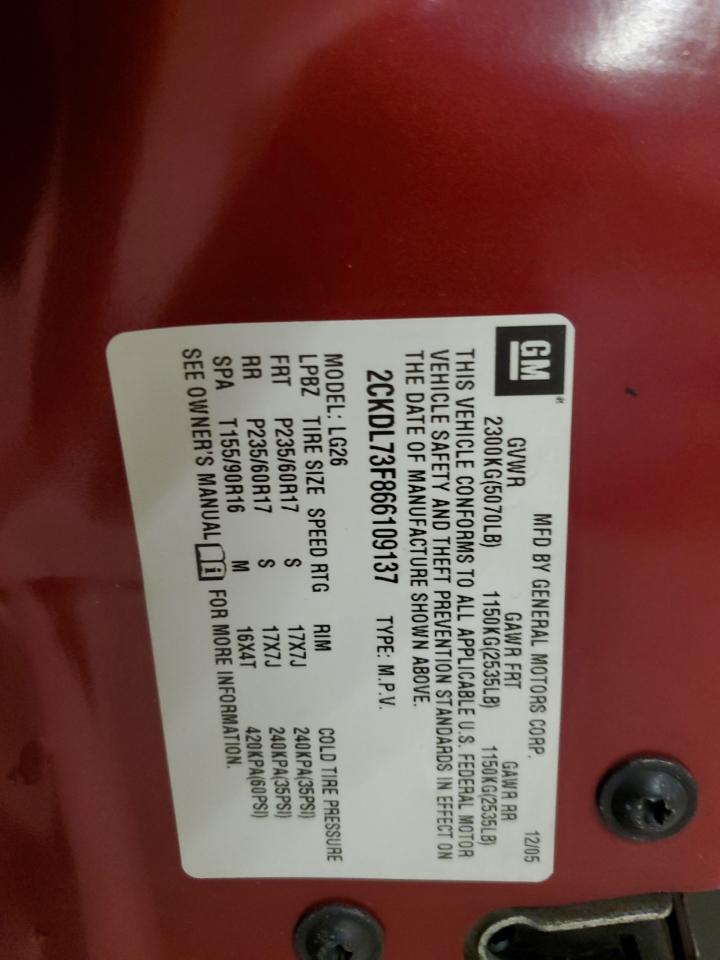 GM
MFD BY GENERAL MOTORS CORP. 12/05
GVWR GAWR FRT GAWR RR
2300KG(5070LB) 1150KG(2535LB) 1150KG(2535LB)
THIS VEHICLE CONFORMS TO ALL APPLICABLE U.S. FEDERAL MOTOR
VEHICLE SAFETY AND THEFT PREVENTION STANDARDS IN EFFECT ON
THE DATE OF MANUFACTURE SHOWN ABOVE.
2CKDL73F866109137 TYPE: M.P.V.
MODEL: LG26
LPBZ TIRE SIZE SPEED RTG RIM COLD TIRE PRESSURE
FRT P235/60R17 S 17X7J 240KPA(35PSI)
RR P235/60R17 S 17X7J 240KPA(35PSI)
SPA T155/90R16 M 16X4T 420KPA(60PSI)
SEE OWNER'S MANUAL i FOR MORE INFORMATION.